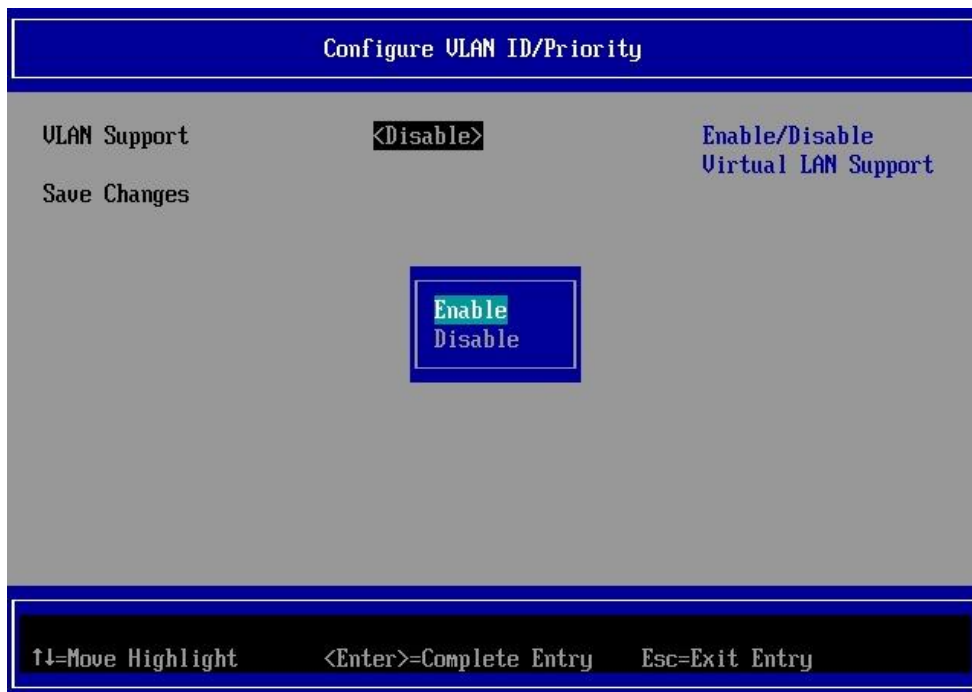 Configure VLAN ID/Priority
VLAN Support <Disable> Enable/Disable
Virtual LAN Support
Save Changes
Enable
Disable
↑↓=Move Highlight <Enter>=Complete Entry Esc=Exit Entry